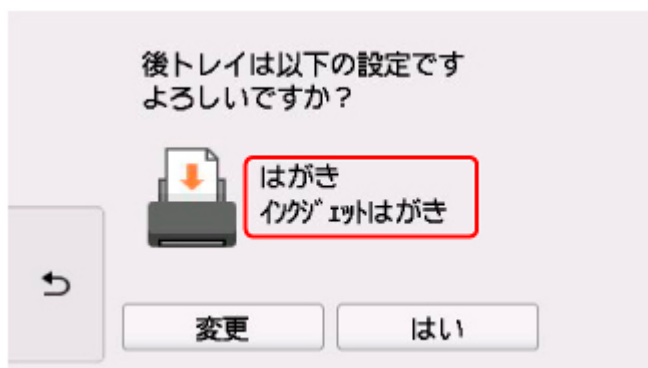 後トレイは以下の設定です
よろしいですか？
はがき
ｲﾝｸｼﾞｪｯﾄはがき
変更
はい